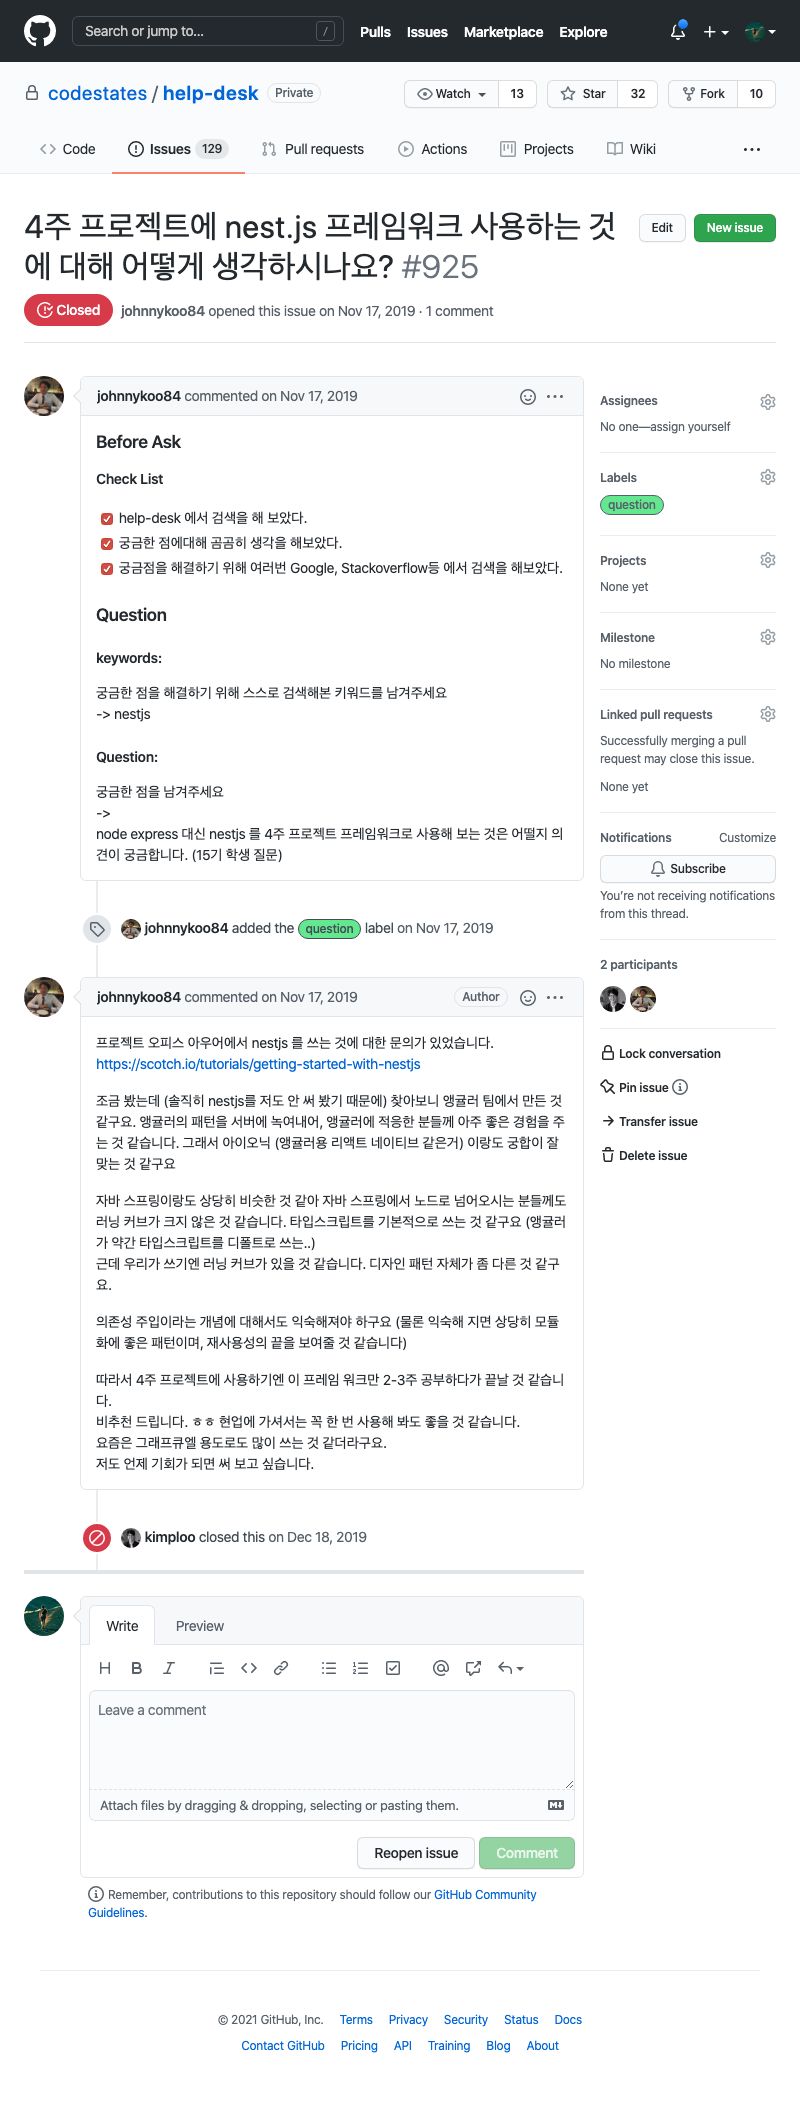 Search or jump to... /
Pulls Issues Marketplace Explore
codestates / help-desk Private
Watch 13 Star 32 Fork 10
Code Issues 129 Pull requests Actions Projects Wiki ...
4주 프로젝트에 nest.js 프레임워크 사용하는 것
에 대해 어떻게 생각하시나요? #925
Edit New issue
Closed johnnykoo84 opened this issue on Nov 17, 2019 · 1 comment
johnnykoo84 commented on Nov 17, 2019
Before Ask
Check List
help-desk 에서 검색을 해 보았다.
궁금한 점에대해 곰곰히 생각을 해보았다.
궁금점을 해결하기 위해 여러번 Google, Stackoverflow등 에서 검색을 해보았다.
Question
keywords:
궁금한 점을 해결하기 위해 스스로 검색해본 키워드를 남겨주세요
-> nestjs
Question:
궁금한 점을 남겨주세요
->
node express 대신 nestjs 를 4주 프로젝트 프레임워크로 사용해 보는 것은 어떨지 의
견이 궁금합니다. (15기 학생 질문)
johnnykoo84 added the question label on Nov 17, 2019
johnnykoo84 commented on Nov 17, 2019 Author
프로젝트 오피스 아우어에서 nestjs 를 쓰는 것에 대한 문의가 있었습니다.
https://scotch.io/tutorials/getting-started-with-nestjs
조금 봤는데 (솔직히 nestjs를 저도 안 써 봤기 때문에) 찾아보니 앵귤러 팀에서 만든 것
같구요. 앵귤러의 패턴을 서버에 녹여내어, 앵귤러에 적응한 분들께 아주 좋은 경험을 주
는 것 같습니다. 그래서 아이오닉 (앵귤러용 리액트 네이티브 같은거) 이랑도 궁합이 잘
맞는 것 같구요
자바 스프링이랑도 상당히 비슷한 것 같아 자바 스프링에서 노드로 넘어오시는 분들께도
러닝 커브가 크지 않은 것 같습니다. 타입스크립트를 기본적으로 쓰는 것 같구요 (앵귤러
가 약간 타입스크립트를 디폴트로 쓰는..)
근데 우리가 쓰기엔 러닝 커브가 있을 것 같습니다. 디자인 패턴 자체가 좀 다른 것 같구
요.
의존성 주입이라는 개념에 대해서도 익숙해져야 하구요 (물론 익숙해 지면 상당히 모듈
화에 좋은 패턴이며, 재사용성의 끝을 보여줄 것 같습니다)
따라서 4주 프로젝트에 사용하기엔 이 프레임 워크만 2-3주 공부하다가 끝날 것 같습니
다.
비추천 드립니다. ㅎㅎ 현업에 가셔서는 꼭 한 번 사용해 봐도 좋을 것 같습니다.
요즘은 그래프큐엘 용도로도 많이 쓰는 것 같더라구요.
저도 언제 기회가 되면 써 보고 싶습니다.
kimploo closed this on Dec 18, 2019
Write Preview
Leave a comment
Attach files by dragging & dropping, selecting or pasting them.
Reopen issue Comment
Remember, contributions to this repository should follow our GitHub Community
Guidelines.
Assignees
No one—assign yourself
Labels
question
Projects
None yet
Milestone
No milestone
Linked pull requests
Successfully merging a pull
request may close this issue.
None yet
Notifications Customize
Subscribe
You're not receiving notifications
from this thread.
2 participants
Lock conversation
Pin issue
Transfer issue
Delete issue
© 2021 GitHub, Inc. Terms Privacy Security Status Docs
Contact GitHub Pricing API Training Blog About